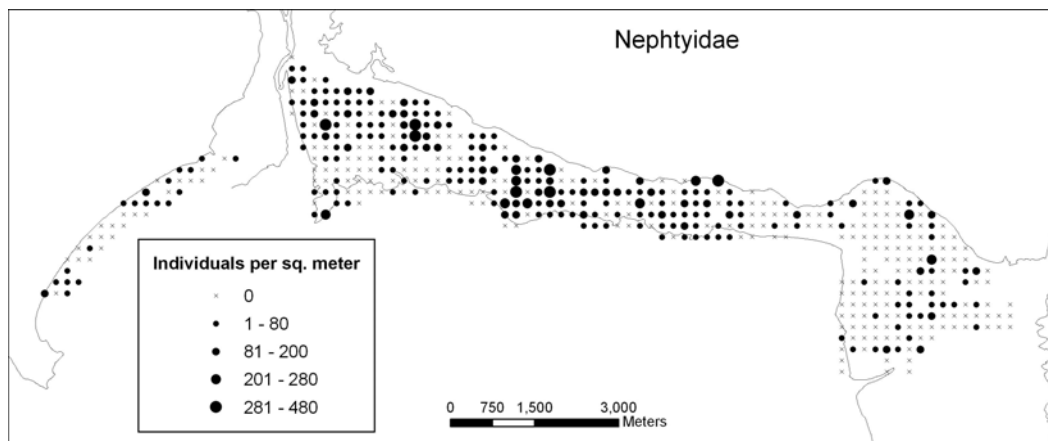 Nephtyidae
Individuals per sq. meter
0
1 - 80
81 - 200
201 - 280
281 - 480
0 750 1,500 3,000
Meters